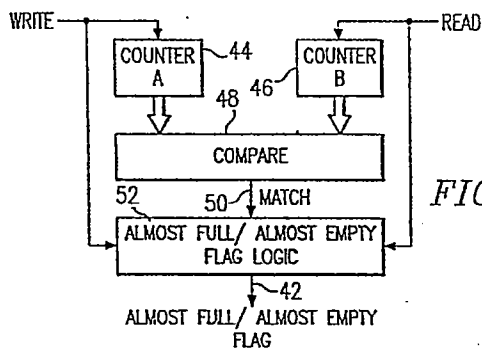 WRITE
READ
COUNTER
A
44
COUNTER
B
46
48
COMPARE
50
MATCH
52
ALMOST FULL/ ALMOST EMPTY
FLAG LOGIC
42
ALMOST FULL/ ALMOST EMPTY
FLAG
FIG